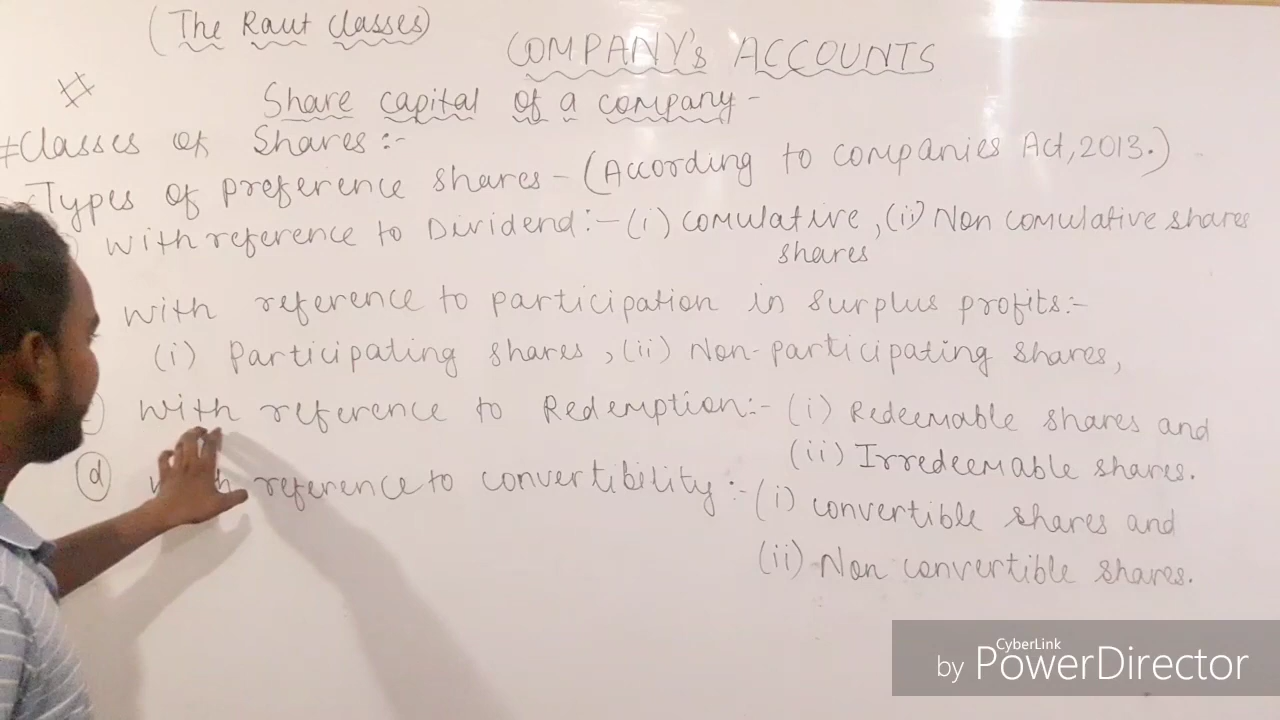 (The Raut classes)
COMPANY's ACCOUNTS
#
Share capital of a company -
#Classes of Shares :-
Types of preference shares - (According to companies Act, 2013.)
With reference to Dividend :- (i) comulative , (ii) Non comulative shares
shares
With reference to participation in surplus profits :-
(i) Participating shares , (ii) Non-participating shares,
With reference to Redemption :- (i) Redeemable shares and
(ii) Irredeemable shares.
(d) reference to convertibility :- (i) convertible shares and
(ii) Non convertible shares.
CyberLink
by PowerDirector